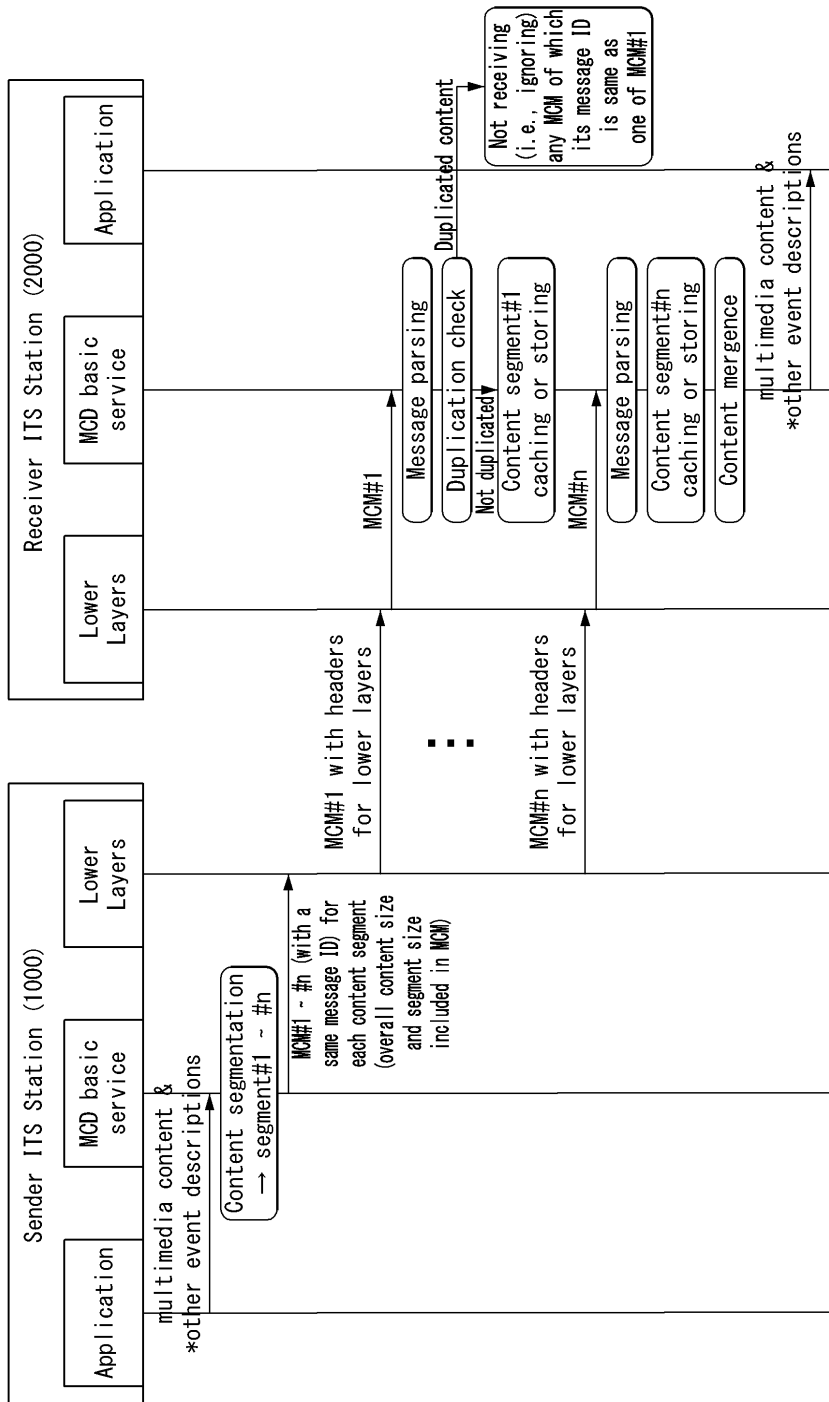 Sender ITS Station (1000)
Application
MCD basic
service
Lower
Layers
Receiver ITS Station (2000)
Lower
Layers
MCD basic
service
Application
multimedia content &
*other event descriptions
Content segmentation
→ segment#1 ~ #n
MCM#1 ~ #n (with a
same message ID) for
each content segment
(overall content size
and segment size
included in MCM)
MCM#1 with headers
for lower layers
MCM#1
Message parsing
Duplication check
Duplicated content
Not receiving
(i.e., ignoring)
any MCM of which
its message ID
is same as
one of MCM#1
Not duplicated
Content segment#1
caching or storing
...
MCM#n with headers
for lower layers
MCM#n
Message parsing
Content segment#n
caching or storing
Content mergence
multimedia content &
*other event descriptions